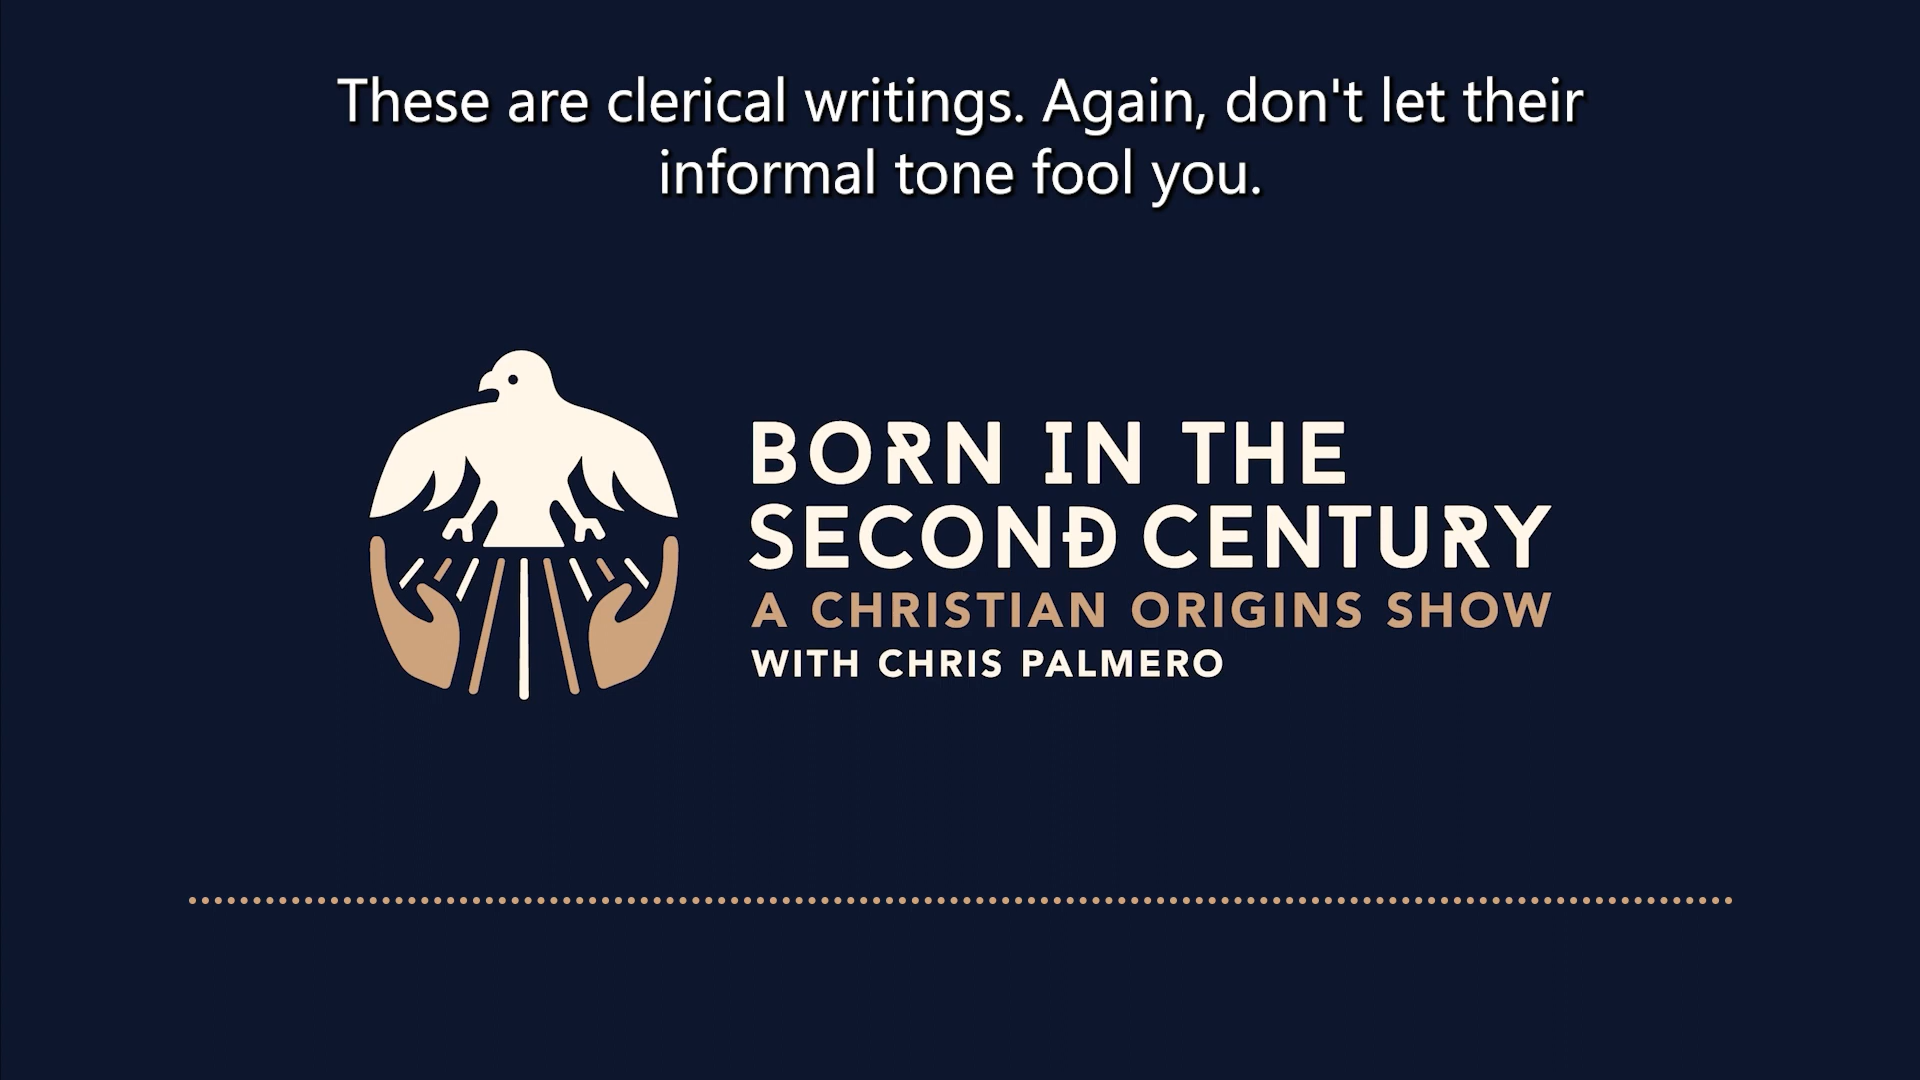 These are clerical writings. Again, don't let their
informal tone fool you.
BORN IN THE
SECOND CENTURY
A CHRISTIAN ORIGINS SHOW
WITH CHRIS PALMERO